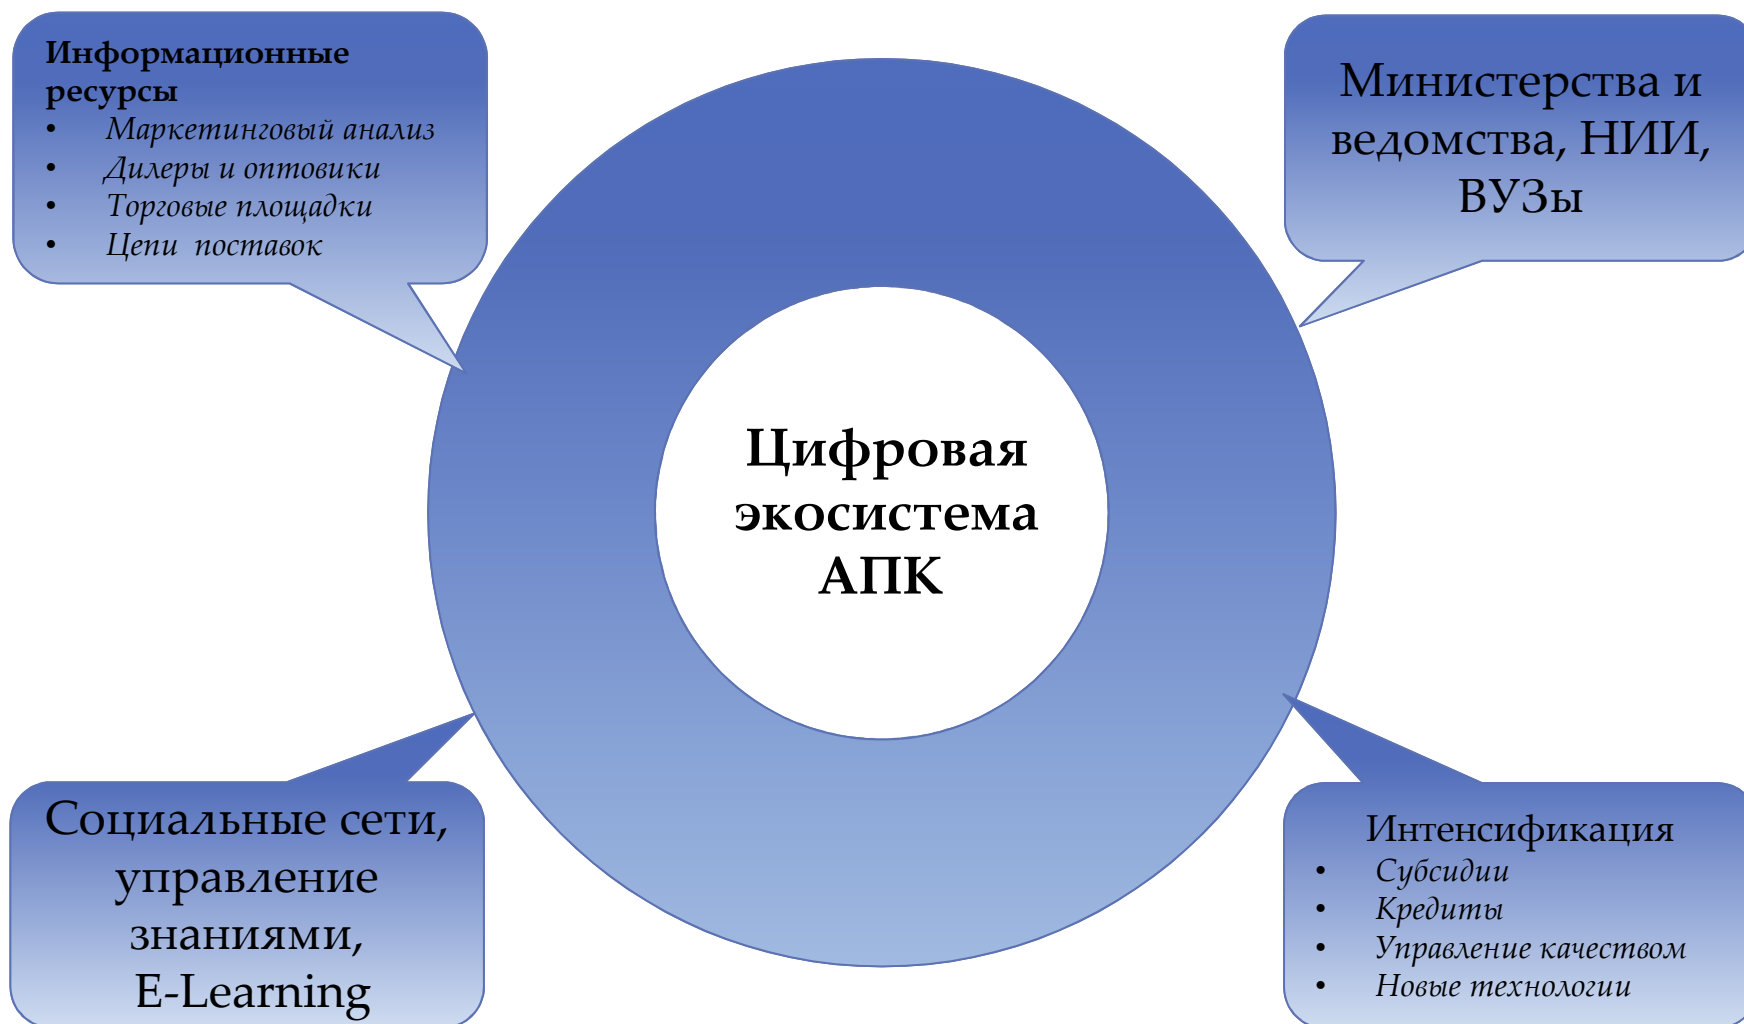 Информационные
ресурсы
• Маркетинговый анализ
• Дилеры и оптовики
• Торговые площадки
• Цепи поставок
Министерства и
ведомства, НИИ,
ВУЗы
Цифровая
экосистема
АПК
Социальные сети,
управление
знаниями,
E-Learning
Интенсификация
• Субсидии
• Кредиты
• Управление качеством
• Новые технологии